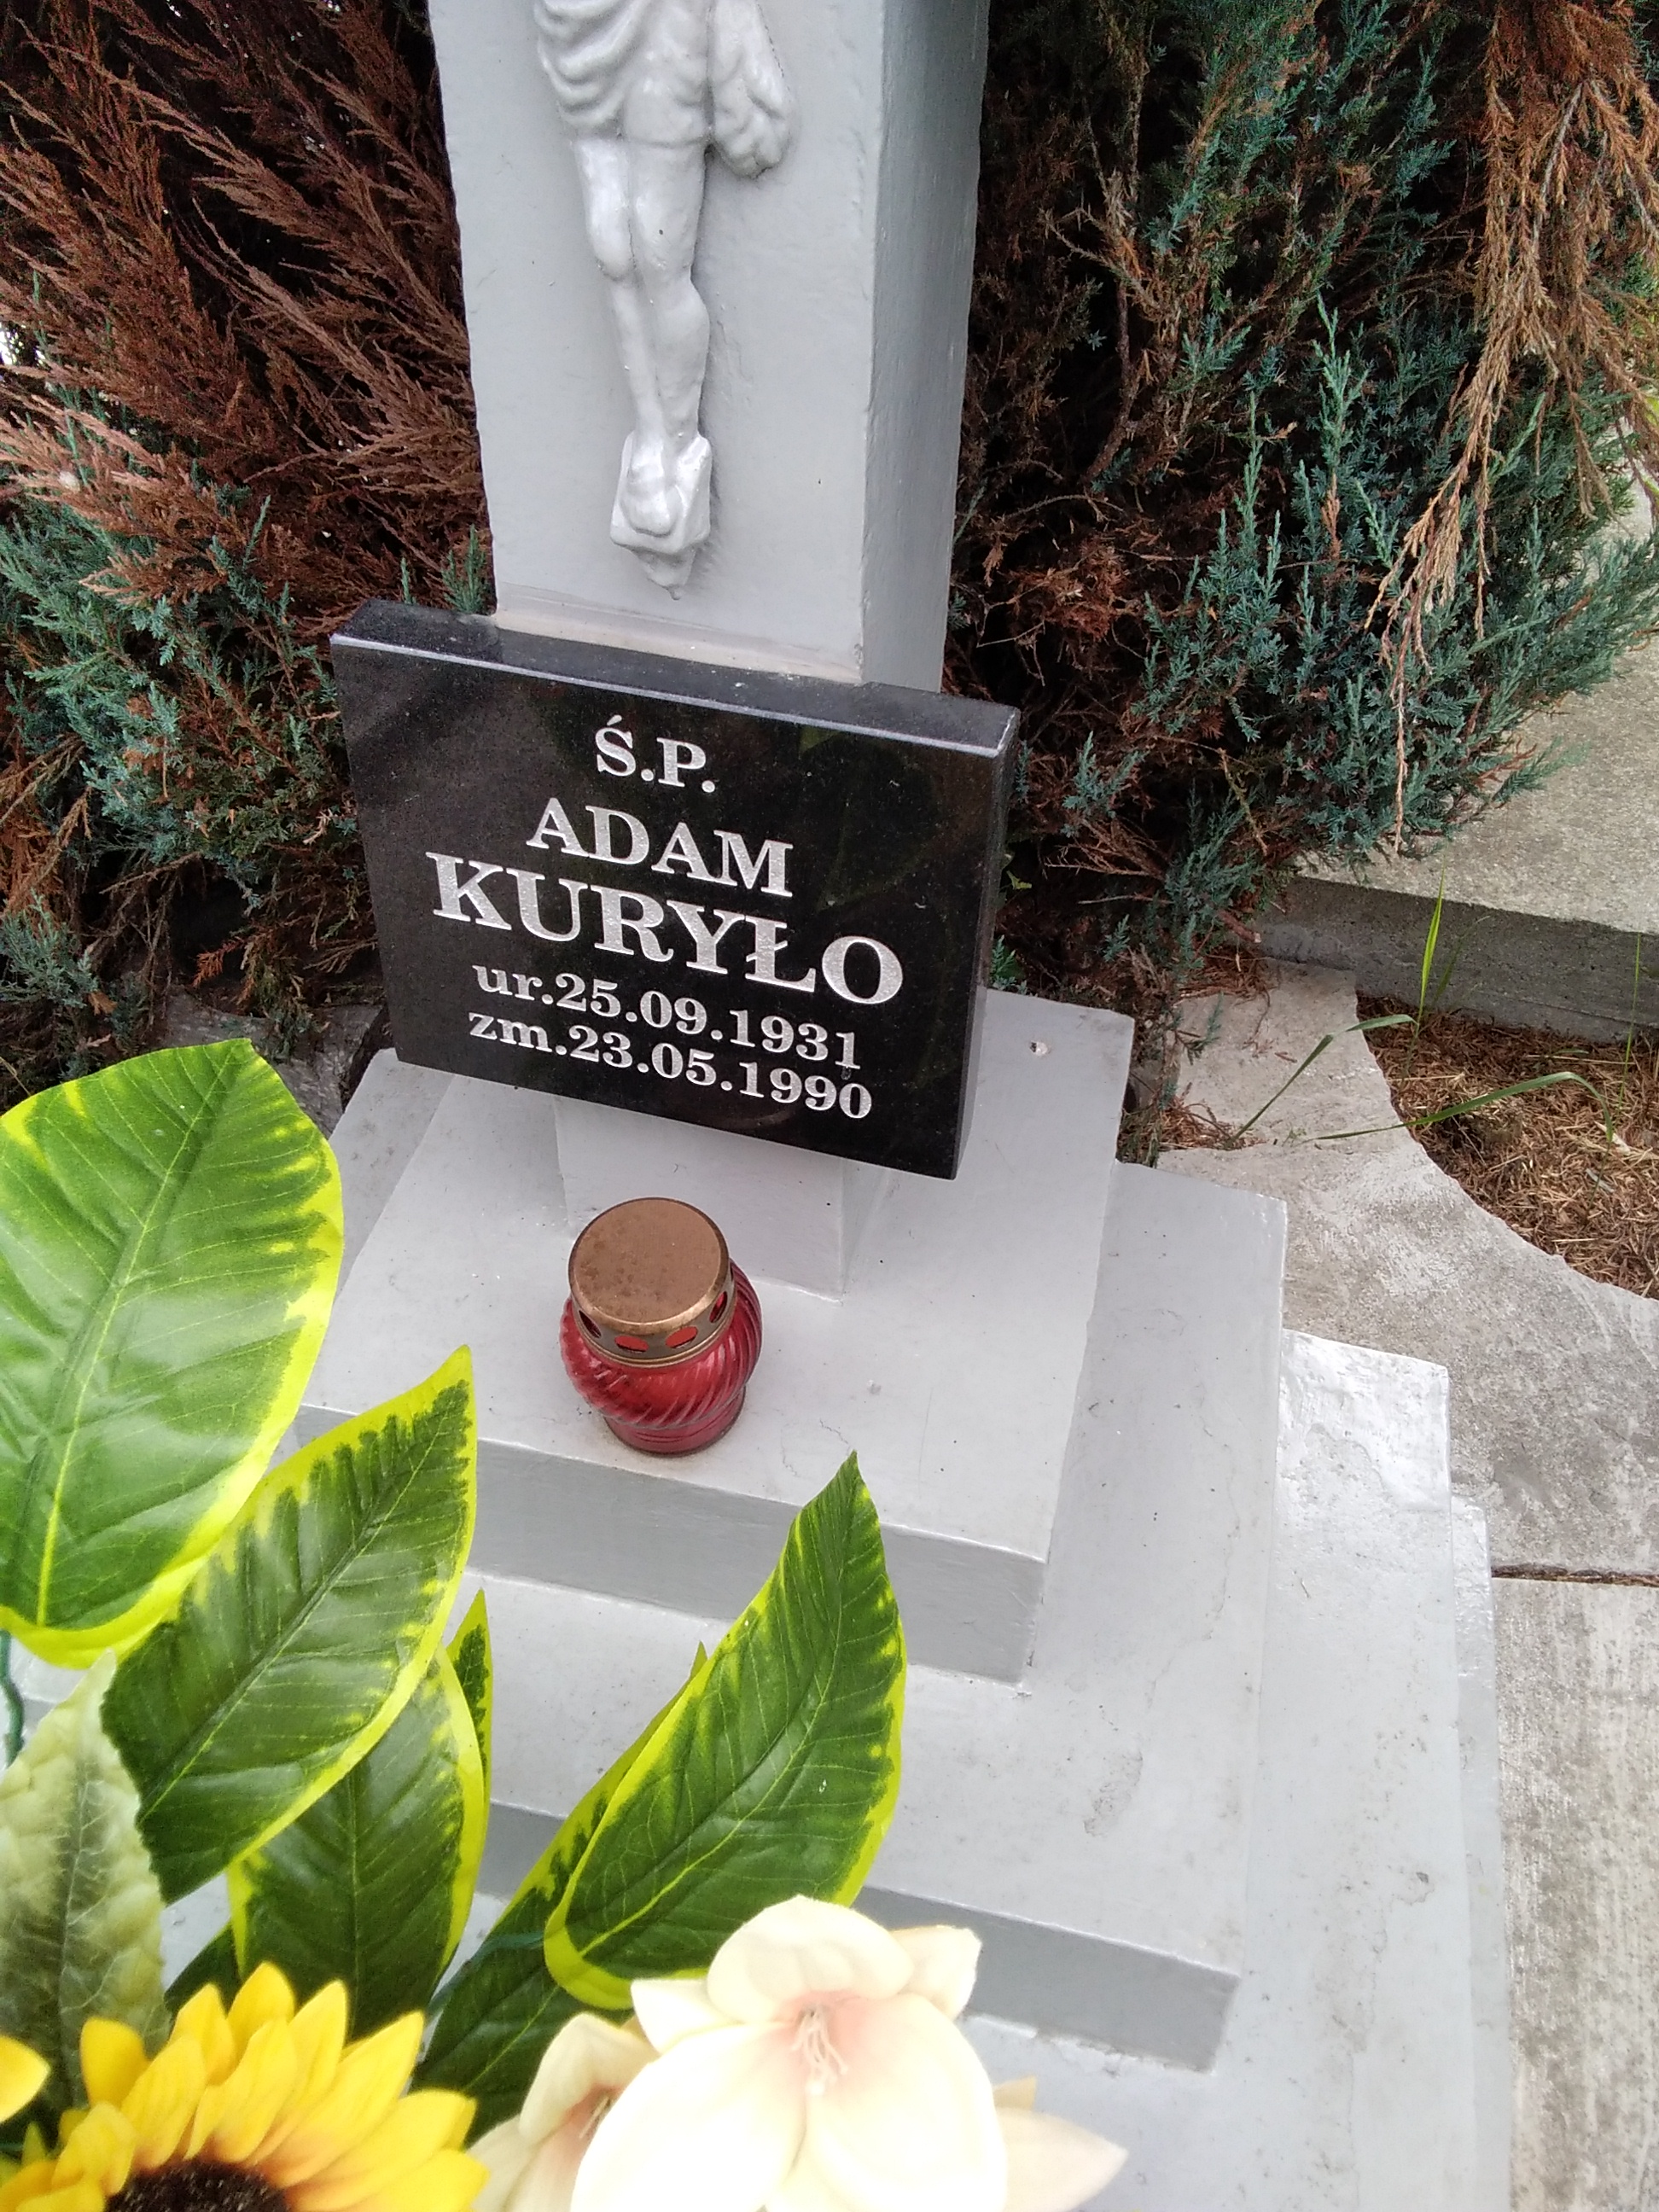 Ś.P.
ADAM
KURYŁO
ur.25.09.1931
zm.23.05.1990